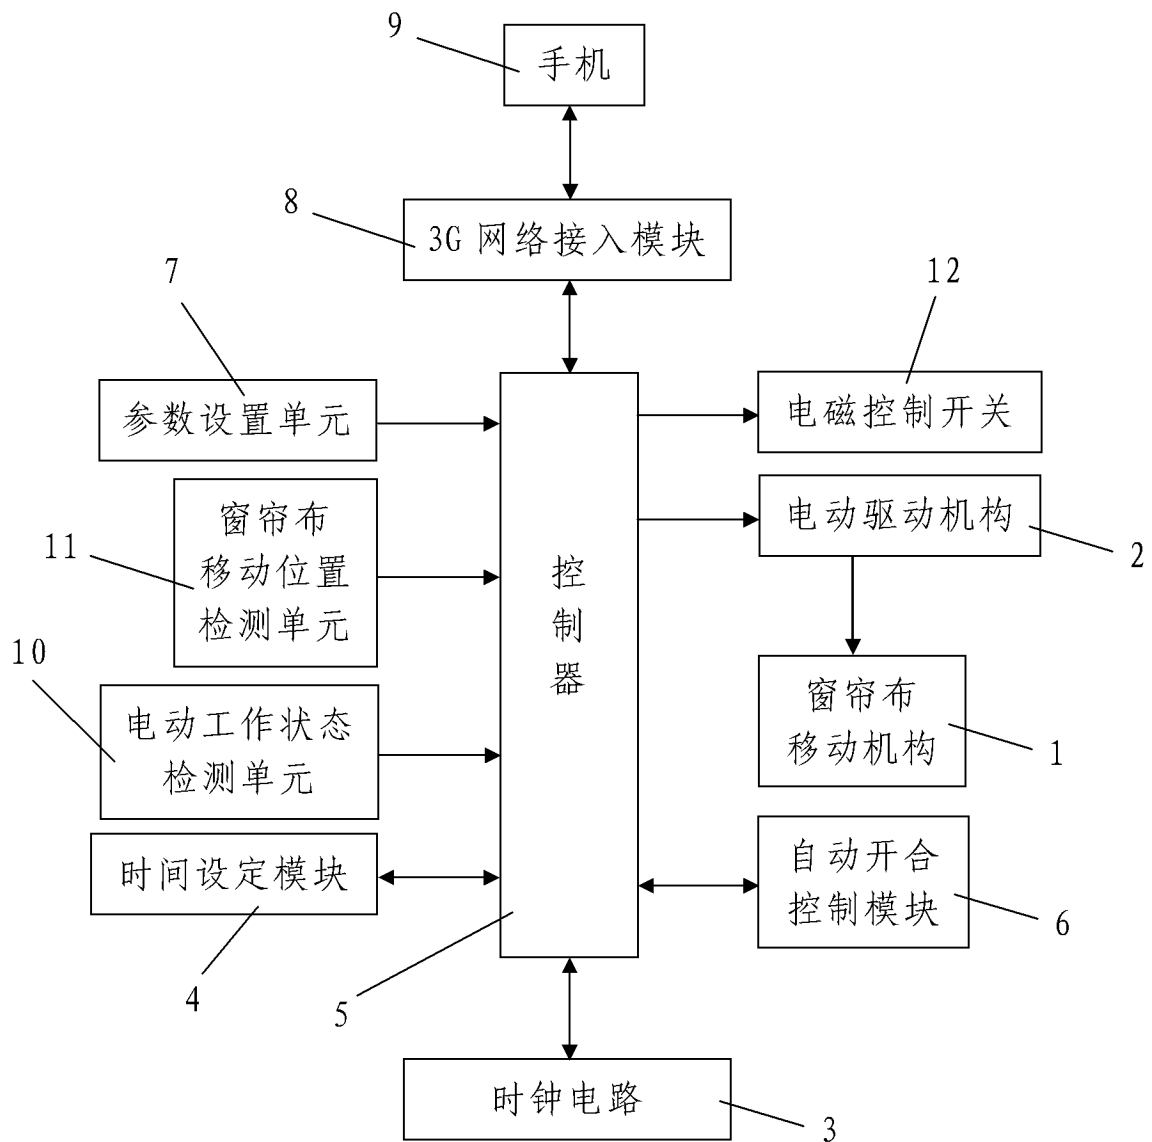 9
手机
8
3G 网络接入模块
7
12
参数设置单元
电磁控制开关
窗帘布
移动位置
检测单元
11
电动驱动机构
2
控
制
器
10
电动工作状态
检测单元
窗帘布
移动机构
1
时间设定模块
自动开合
控制模块
6
4
5
时钟电路
3